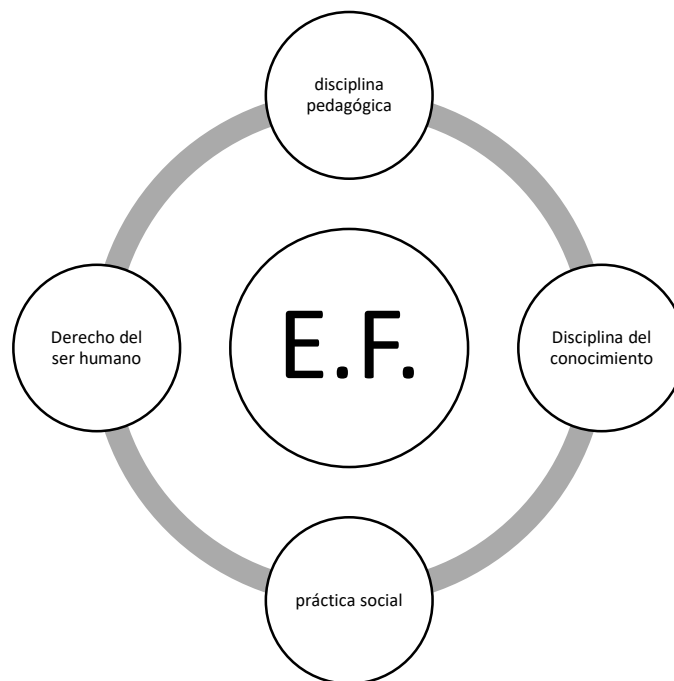 disciplina
pedagógica
Derecho del
ser humano
E.F.
Disciplina del
conocimiento
práctica social